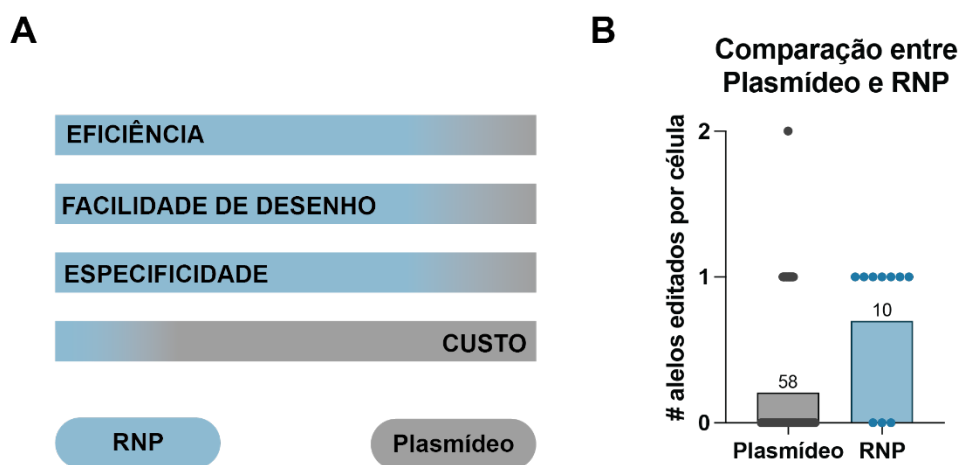 A
EFICIÊNCIA
FACILIDADE DE DESENHO
ESPECIFICIDADE
CUSTO
RNP
Plasmídeo
B
Comparação entre
Plasmídeo e RNP
# alelos editados por célula
2
1
0
58
10
Plasmídeo
RNP